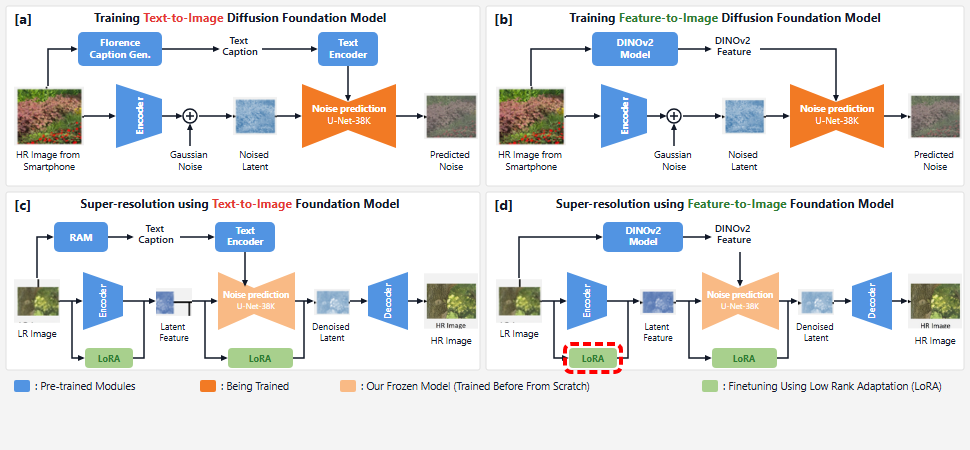 [a] Training Text-to-Image Diffusion Foundation Model
Florence
Caption Gen.
Text
Caption
Text
Encoder
Encoder
Noise prediction
U-Net-38K
HR Image from
Smartphone
Gaussian
Noise
Noised
Latent
Predicted
Noise
[b] Training Feature-to-Image Diffusion Foundation Model
DINOv2
Model
DINOv2
Feature
Encoder
Noise prediction
U-Net-38K
HR Image from
Smartphone
Gaussian
Noise
Noised
Latent
Predicted
Noise
[c] Super-resolution using Text-to-Image Foundation Model
RAM
Text
Caption
Text
Encoder
Encoder
Noise prediction
U-Net-38K
Decoder
LR Image
Latent
Feature
Denoised
Latent
HR Image
HR Image
LoRA
LoRA
[d] Super-resolution using Feature-to-Image Foundation Model
DINOv2
Model
DINOv2
Feature
Encoder
Noise prediction
U-Net-38K
Decoder
LR Image
Latent
Feature
Denoised
Latent
HR Image
HR Image
LoRA
LoRA
: Pre-trained Modules
: Being Trained
: Our Frozen Model (Trained Before From Scratch)
: Finetuning Using Low Rank Adaptation (LoRA)